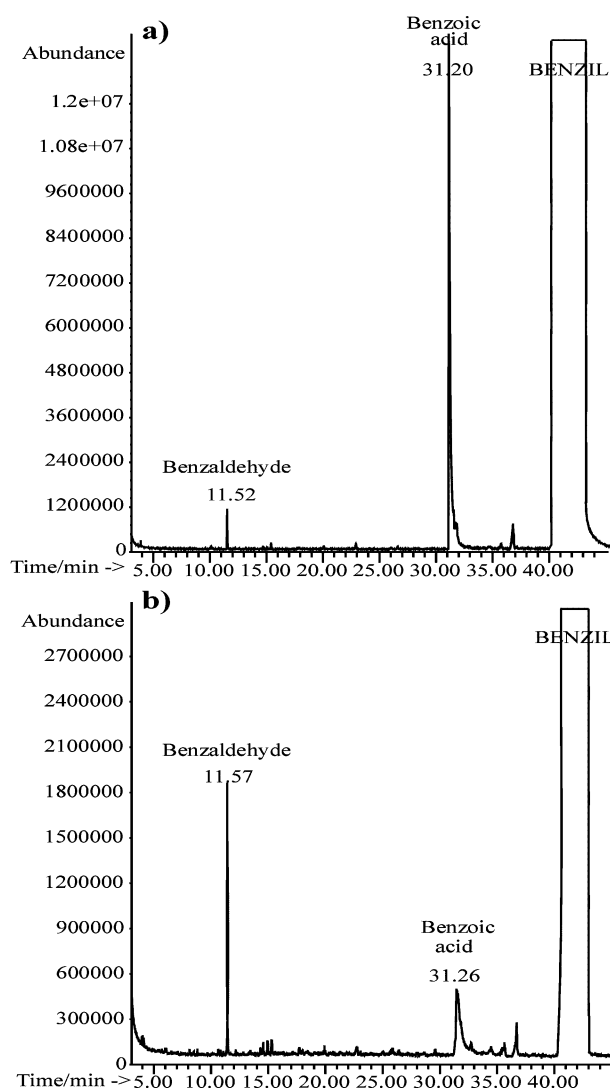 a)
Benzoic
acid
Abundance
31.20
BENZIL
1.2e+07
1.08e+07
9600000
8400000
7200000
6000000
4800000
3600000
2400000
Benzaldehyde
11.52
1200000
0
Time/min -> 5.00 10.00 15.00 20.00 25.00 30.00 35.00 40.00
b)
Abundance
BENZIL
2700000
2400000
2100000
Benzaldehyde
11.57
1800000
1500000
1200000
900000
Benzoic
acid
600000
31.26
300000
0
Time/min -> 5.00 10.00 15.00 20.00 25.00 30.00 35.00 40.00